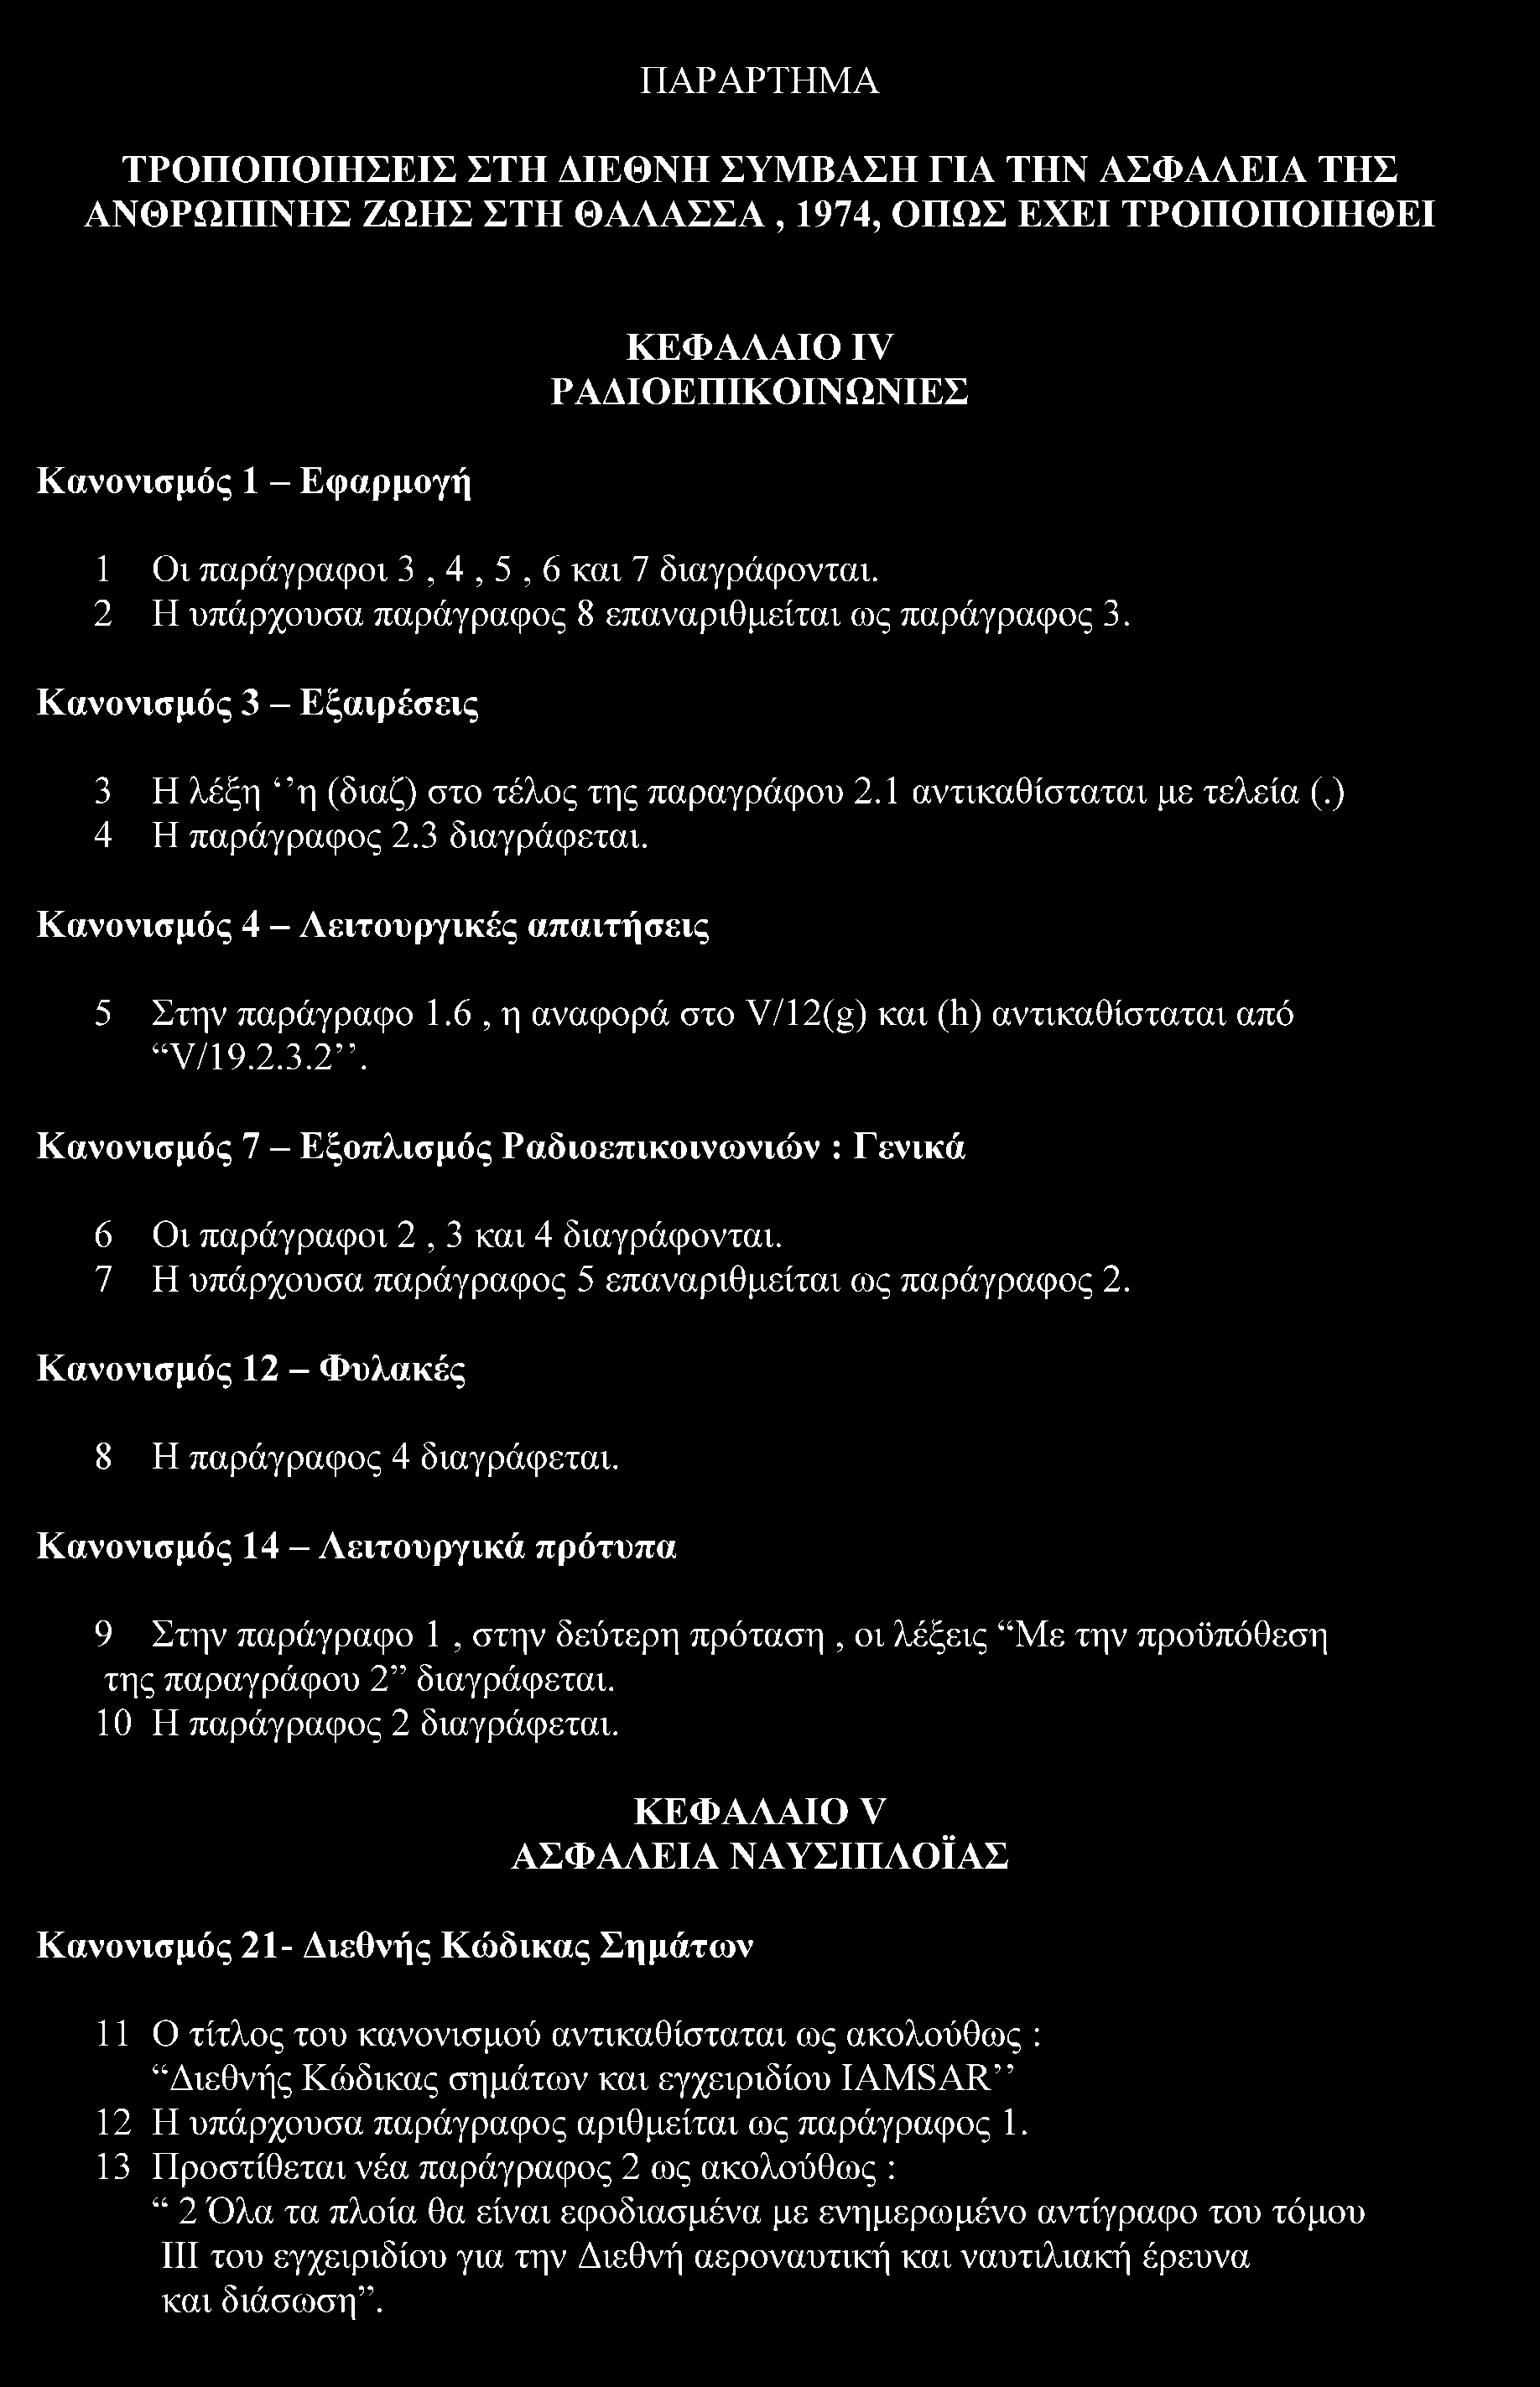 ΠΑΡΑΡΤΗΜΑ
ΤΡΟΠΟΠΟΙΗΣΕΙΣ ΣΤΗ ΔΙΕΘΝΗ ΣΥΜΒΑΣΗ ΓΙΑ ΤΗΝ ΑΣΦΑΛΕΙΑ ΤΗΣ
ΑΝΘΡΩΠΙΝΗΣ ΖΩΗΣ ΣΤΗ ΘΑΛΑΣΣΑ , 1974, ΟΠΩΣ ΕΧΕΙ ΤΡΟΠΟΠΟΙΗΘΕΙ
ΚΕΦΑΛΑΙΟ IV
ΡΑΔΙΟΕΠΙΚΟΙΝΩΝΙΕΣ
Κανονισμός 1 – Εφαρμογή
1 Οι παράγραφοι 3 , 4 , 5 , 6 και 7 διαγράφονται.
2 Η υπάρχουσα παράγραφος 8 επαναριθμείται ως παράγραφος 3.
Κανονισμός 3 – Εξαιρέσεις
3 Η λέξη ‘’η (διαζ) στο τέλος της παραγράφου 2.1 αντικαθίσταται με τελεία (.)
4 Η παράγραφος 2.3 διαγράφεται.
Κανονισμός 4 – Λειτουργικές απαιτήσεις
5 Στην παράγραφο 1.6 , η αναφορά στο V/12(g) και (h) αντικαθίσταται από
“V/19.2.3.2’’.
Κανονισμός 7 – Εξοπλισμός Ραδιοεπικοινωνιών : Γενικά
6 Οι παράγραφοι 2 , 3 και 4 διαγράφονται.
7 Η υπάρχουσα παράγραφος 5 επαναριθμείται ως παράγραφος 2.
Κανονισμός 12 – Φυλακές
8 Η παράγραφος 4 διαγράφεται.
Κανονισμός 14 – Λειτουργικά πρότυπα
9 Στην παράγραφο 1 , στην δεύτερη πρόταση , οι λέξεις “Με την προϋπόθεση
της παραγράφου 2” διαγράφεται.
10 Η παράγραφος 2 διαγράφεται.
ΚΕΦΑΛΑΙΟ V
ΑΣΦΑΛΕΙΑ ΝΑΥΣΙΠΛΟΪΑΣ
Κανονισμός 21- Διεθνής Κώδικας Σημάτων
11 Ο τίτλος του κανονισμού αντικαθίσταται ως ακολούθως :
“Διεθνής Κώδικας σημάτων και εγχειριδίου IAMSAR’’
12 Η υπάρχουσα παράγραφος αριθμείται ως παράγραφος 1.
13 Προστίθεται νέα παράγραφος 2 ως ακολούθως :
“ 2 Όλα τα πλοία θα είναι εφοδιασμένα με ενημερωμένο αντίγραφο του τόμου
III του εγχειριδίου για την Διεθνή αεροναυτική και ναυτιλιακή έρευνα
και διάσωση”.